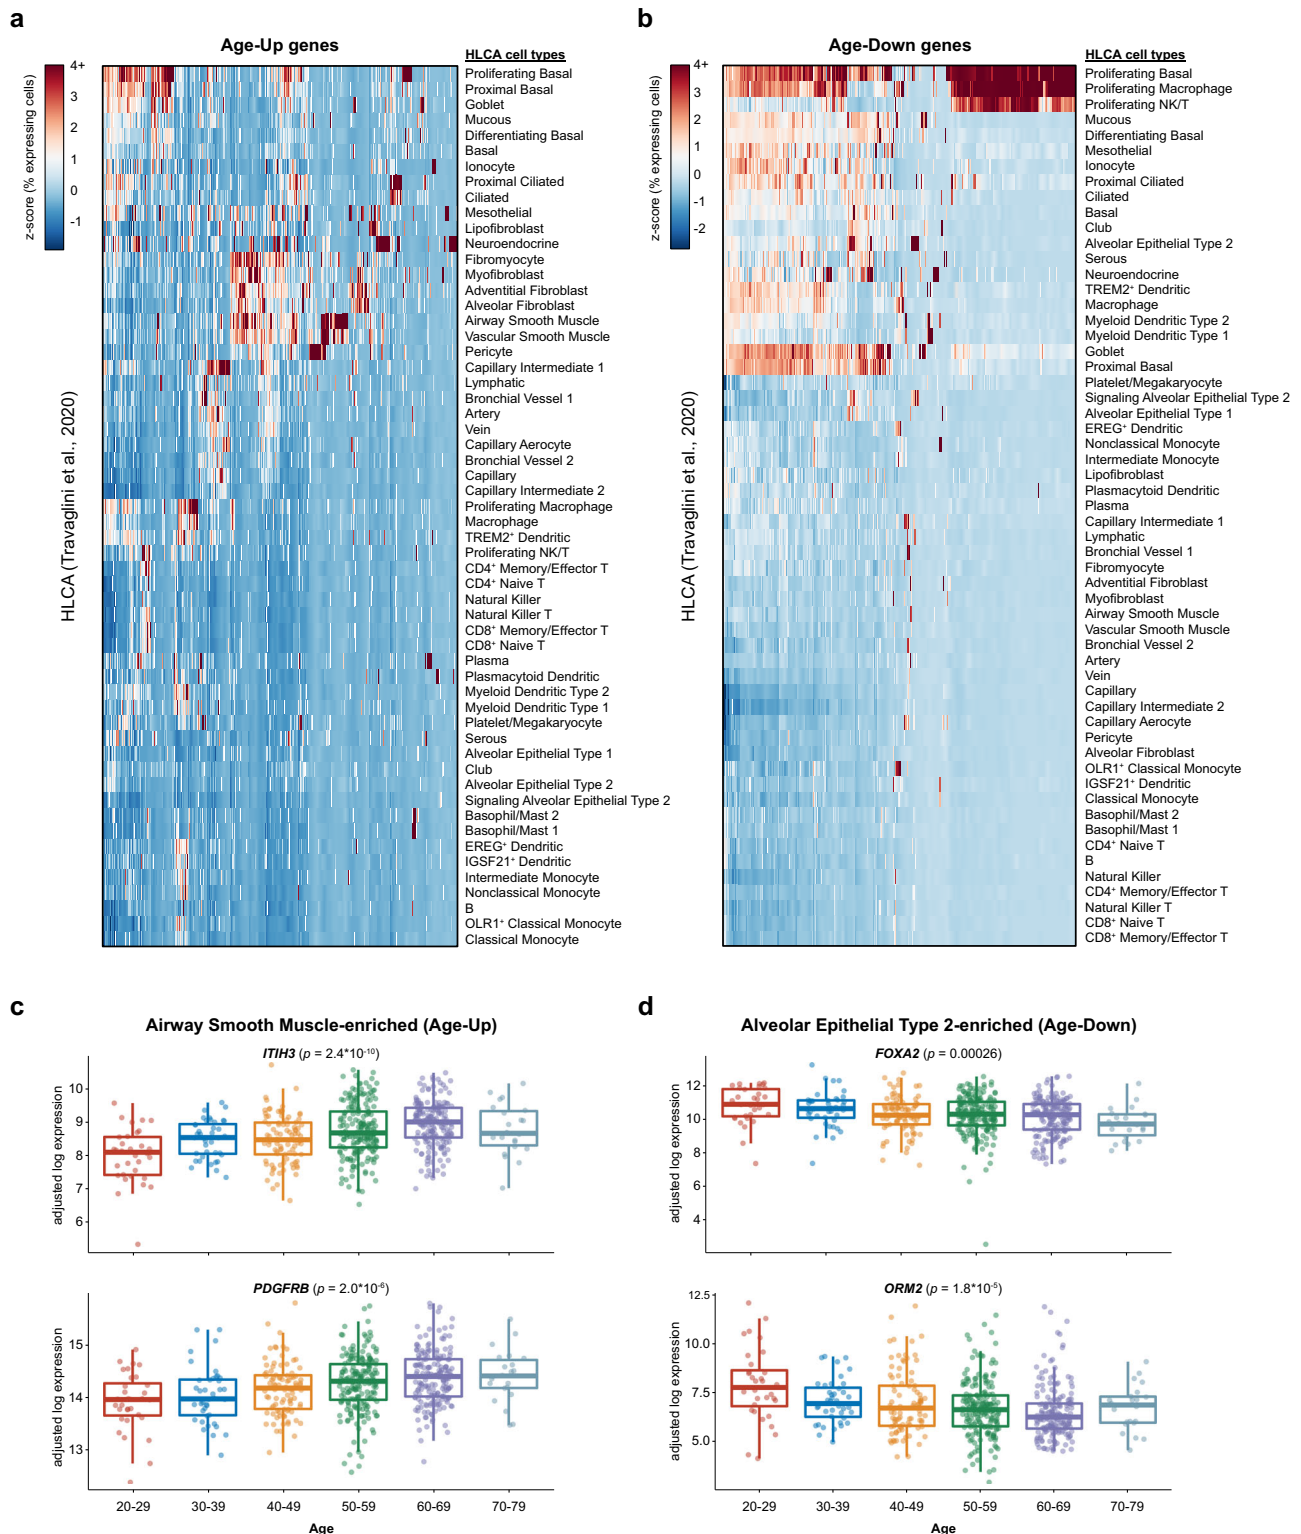 a
Age-Up genes
HLCA cell types
z-score (% expressing cells)
4+
3
2
1
0
-1
HLCA (Travaglini et al., 2020)
Proliferating Basal
Proximal Basal
Goblet
Mucous
Differentiating Basal
Basal
Ionocyte
Proximal Ciliated
Ciliated
Mesothelial
Lipofibroblast
Neuroendocrine
Fibromyocyte
Myofibroblast
Adventitial Fibroblast
Alveolar Fibroblast
Airway Smooth Muscle
Vascular Smooth Muscle
Pericyte
Capillary Intermediate 1
Lymphatic
Bronchial Vessel 1
Artery
Vein
Capillary Aerocyte
Bronchial Vessel 2
Capillary
Capillary Intermediate 2
Proliferating Macrophage
Macrophage
TREM2⁺ Dendritic
Proliferating NK/T
CD4⁺ Memory/Effector T
CD4⁺ Naive T
Natural Killer
Natural Killer T
CD8⁺ Memory/Effector T
CD8⁺ Naive T
Plasma
Plasmacytoid Dendritic
Myeloid Dendritic Type 2
Myeloid Dendritic Type 1
Platelet/Megakaryocyte
Serous
Alveolar Epithelial Type 1
Club
Alveolar Epithelial Type 2
Signaling Alveolar Epithelial Type 2
Basophil/Mast 2
Basophil/Mast 1
EREG⁺ Dendritic
IGSF21⁺ Dendritic
Intermediate Monocyte
Nonclassical Monocyte
B
OLR1⁺ Classical Monocyte
Classical Monocyte
b
Age-Down genes
HLCA cell types
z-score (% expressing cells)
4+
3
2
1
0
-1
-2
HLCA (Travaglini et al., 2020)
Proliferating Basal
Proliferating Macrophage
Proliferating NK/T
Mucous
Differentiating Basal
Mesothelial
Ionocyte
Proximal Ciliated
Ciliated
Basal
Club
Alveolar Epithelial Type 2
Serous
Neuroendocrine
TREM2⁺ Dendritic
Macrophage
Myeloid Dendritic Type 2
Myeloid Dendritic Type 1
Goblet
Proximal Basal
Platelet/Megakaryocyte
Signaling Alveolar Epithelial Type 2
Alveolar Epithelial Type 1
EREG⁺ Dendritic
Nonclassical Monocyte
Intermediate Monocyte
Lipofibroblast
Plasmacytoid Dendritic
Plasma
Capillary Intermediate 1
Lymphatic
Bronchial Vessel 1
Fibromyocyte
Adventitial Fibroblast
Myofibroblast
Airway Smooth Muscle
Vascular Smooth Muscle
Bronchial Vessel 2
Artery
Vein
Capillary
Capillary Intermediate 2
Capillary Aerocyte
Pericyte
Alveolar Fibroblast
OLR1⁺ Classical Monocyte
IGSF21⁺ Dendritic
Classical Monocyte
Basophil/Mast 2
Basophil/Mast 1
CD4⁺ Naive T
B
Natural Killer
CD4⁺ Memory/Effector T
Natural Killer T
CD8⁺ Naive T
CD8⁺ Memory/Effector T
c
Airway Smooth Muscle-enriched (Age-Up)
ITIH3 (p = 2.4*10⁻¹⁰)
adjusted log expression
10
9
8
7
6
PDGFRB (p = 2.0*10⁻⁶)
adjusted log expression
15
14
13
20-29 30-39 40-49 50-59 60-69 70-79
Age
d
Alveolar Epithelial Type 2-enriched (Age-Down)
FOXA2 (p = 0.00026)
adjusted log expression
12
10
8
6
4
ORM2 (p = 1.8*10⁻⁵)
adjusted log expression
12.5
10.0
7.5
5.0
20-29 30-39 40-49 50-59 60-69 70-79
Age